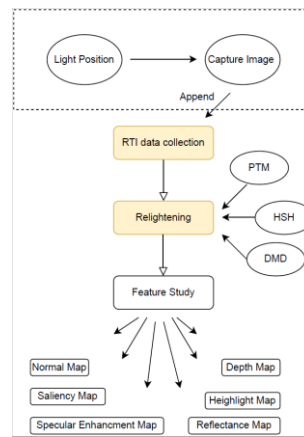 Light Position
Capture Image
Append
RTI data collection
PTM
Relightening
HSH
DMD
Feature Study
Normal Map
Depth Map
Saliency Map
Heighlight Map
Specular Enhancment Map
Reflectance Map